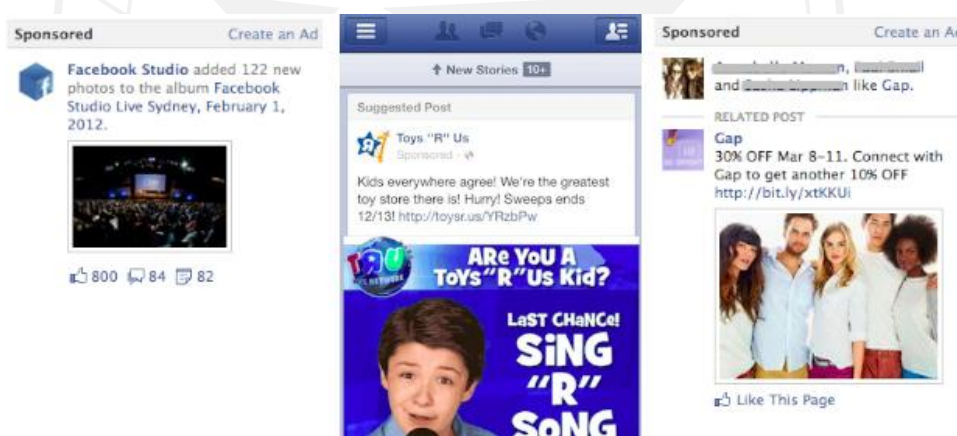 Sponsored Create an Ad
Facebook Studio added 122 new
photos to the album Facebook
Studio Live Sydney, February 1,
2012.
800 84 82
New Stories 10+
Suggested Post
Toys "R" Us
Sponsored
Kids everywhere agree! We're the greatest
toy store there is! Hurry! Sweeps ends
12/13! http://toysr.us/YRzbPw
TRU
ARe YoU A
ToYs"R"Us Kid?
LaST CHaNCe!
SiNG
"R"
SoNG
Sponsored Create an Ad
and like Gap.
RELATED POST
Gap
30% OFF Mar 8–11. Connect with
Gap to get another 10% OFF
http://bit.ly/xtKKUi
Like This Page